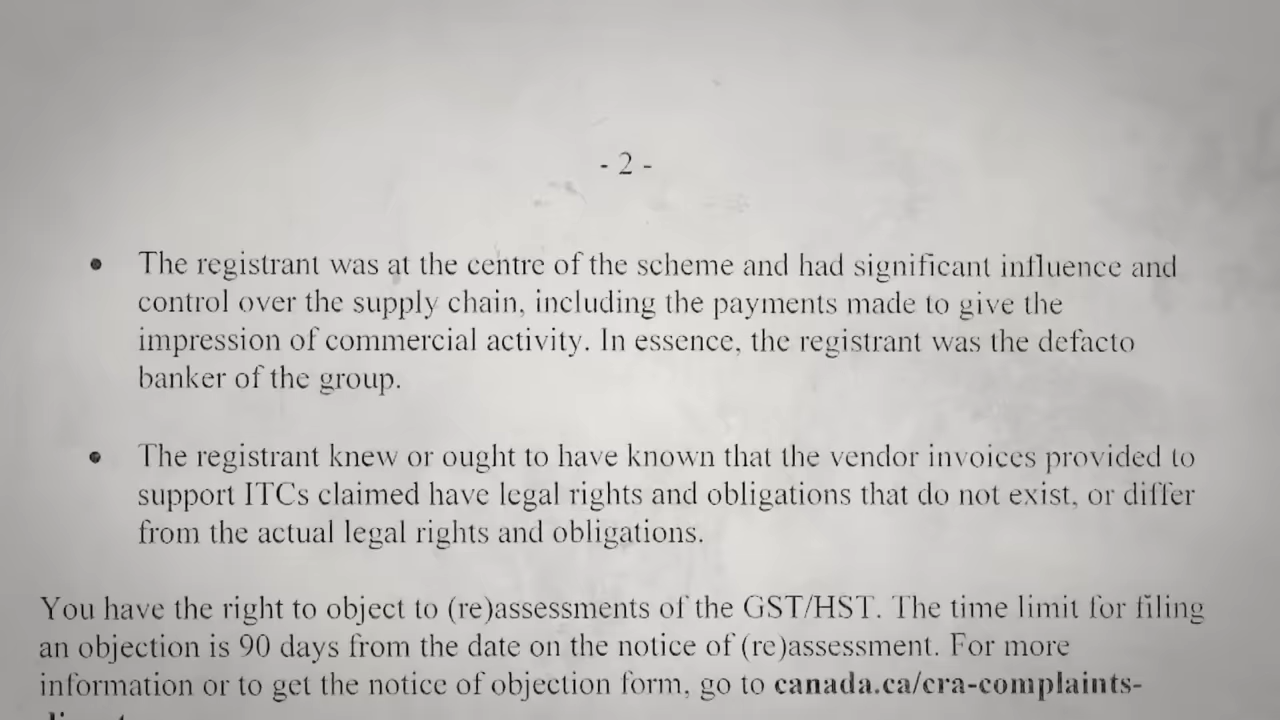 - 2 -
• The registrant was at the centre of the scheme and had significant influence and
control over the supply chain, including the payments made to give the
impression of commercial activity. In essence, the registrant was the defacto
banker of the group.
• The registrant knew or ought to have known that the vendor invoices provided to
support ITCs claimed have legal rights and obligations that do not exist, or differ
from the actual legal rights and obligations.
You have the right to object to (re)assessments of the GST/HST. The time limit for filing
an objection is 90 days from the date on the notice of (re)assessment. For more
information or to get the notice of objection form, go to canada.ca/cra-complaints-